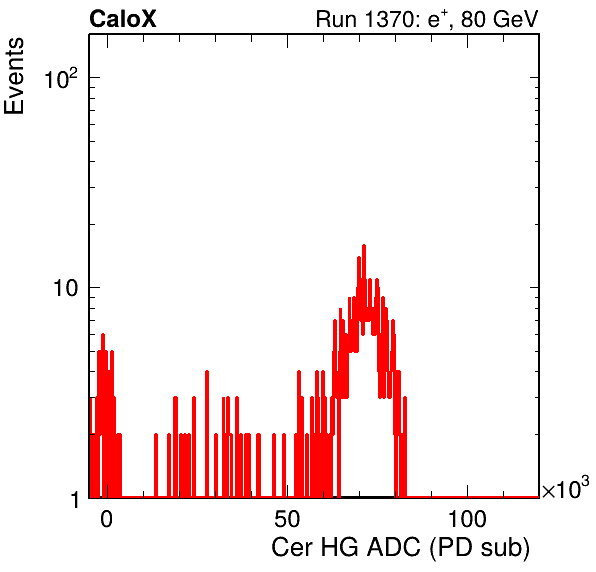 CaloX Run 1370: e⁺, 80 GeV
Events
10²
10
1
0 50 100 ×10³
Cer HG ADC (PD sub)